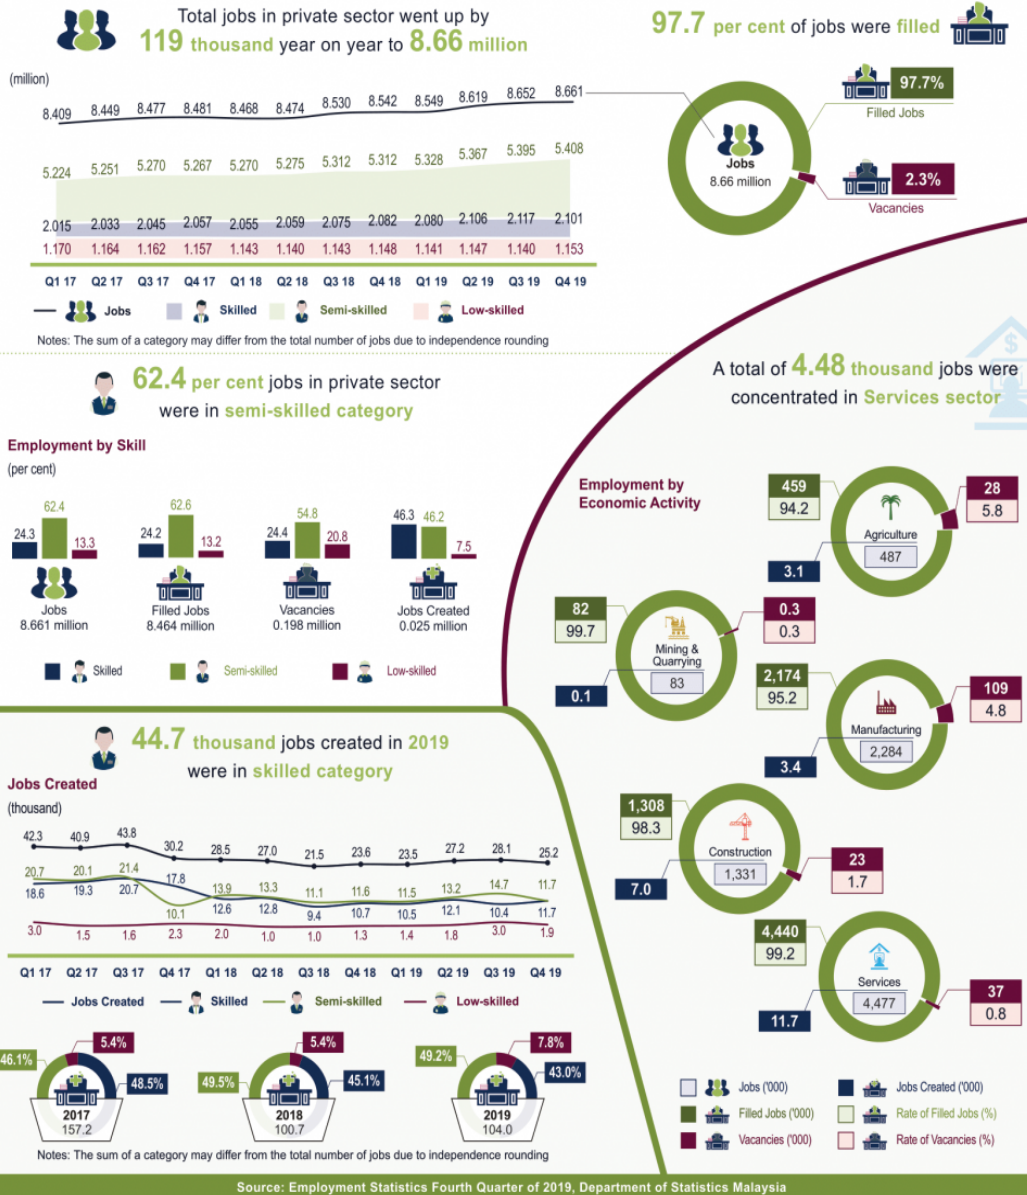 Total jobs in private sector went up by
119 thousand year on year to 8.66 million
(million)
8.409 8.449 8.477 8.481 8.468 8.474 8.530 8.542 8.549 8.619 8.652 8.661
5.224 5.251 5.270 5.267 5.270 5.275 5.312 5.312 5.328 5.367 5.395 5.408
2.015 2.033 2.045 2.057 2.055 2.059 2.075 2.082 2.080 2.106 2.117 2.101
1.170 1.164 1.162 1.157 1.143 1.140 1.143 1.148 1.141 1.147 1.140 1.153
Q1 17 Q2 17 Q3 17 Q4 17 Q1 18 Q2 18 Q3 18 Q4 18 Q1 19 Q2 19 Q3 19 Q4 19
Jobs Skilled Semi-skilled Low-skilled
Notes: The sum of a category may differ from the total number of jobs due to independence rounding
97.7 per cent of jobs were filled
97.7%
Filled Jobs
Jobs
8.66 million
2.3%
Vacancies
62.4 per cent jobs in private sector
were in semi-skilled category
Employment by Skill
(per cent)
24.3 62.4 13.3
24.2 62.6 13.2
24.4 54.8 20.8
46.3 46.2 7.5
Jobs Filled Jobs Vacancies Jobs Created
8.661 million 8.464 million 0.198 million 0.025 million
Skilled Semi-skilled Low-skilled
$
A total of 4.48 thousand jobs were
concentrated in Services sector
Employment by
Economic Activity
459
94.2
28
5.8
Agriculture
487
3.1
82
99.7
0.3
0.3
Mining &
Quarrying
83
0.1
2,174
95.2
109
4.8
Manufacturing
2,284
3.4
1,308
98.3
Construction
1,331
23
1.7
7.0
4,440
99.2
Services
4,477
37
0.8
11.7
Jobs ('000) Jobs Created ('000)
Filled Jobs ('000) Rate of Filled Jobs (%)
Vacancies ('000) Rate of Vacancies (%)
44.7 thousand jobs created in 2019
were in skilled category
Jobs Created
(thousand)
42.3 40.9 43.8 30.2 28.5 27.0 21.5 23.6 23.5 27.2 28.1 25.2
20.7 20.1 21.4 10.1 13.9 13.3 11.1 11.6 11.5 13.2 14.7 11.7
18.6 19.3 20.7 17.8 12.6 12.8 9.4 10.7 10.5 12.1 10.4 11.7
3.0 1.5 1.6 2.3 2.0 1.0 1.0 1.3 1.4 1.8 3.0 1.9
Q1 17 Q2 17 Q3 17 Q4 17 Q1 18 Q2 18 Q3 18 Q4 18 Q1 19 Q2 19 Q3 19 Q4 19
Jobs Created Skilled Semi-skilled Low-skilled
46.1% 5.4% 48.5%
2017
157.2
49.5% 5.4% 45.1%
2018
100.7
49.2% 7.8% 43.0%
2019
104.0
Notes: The sum of a category may differ from the total number of jobs due to independence rounding
Source: Employment Statistics Fourth Quarter of 2019, Department of Statistics Malaysia